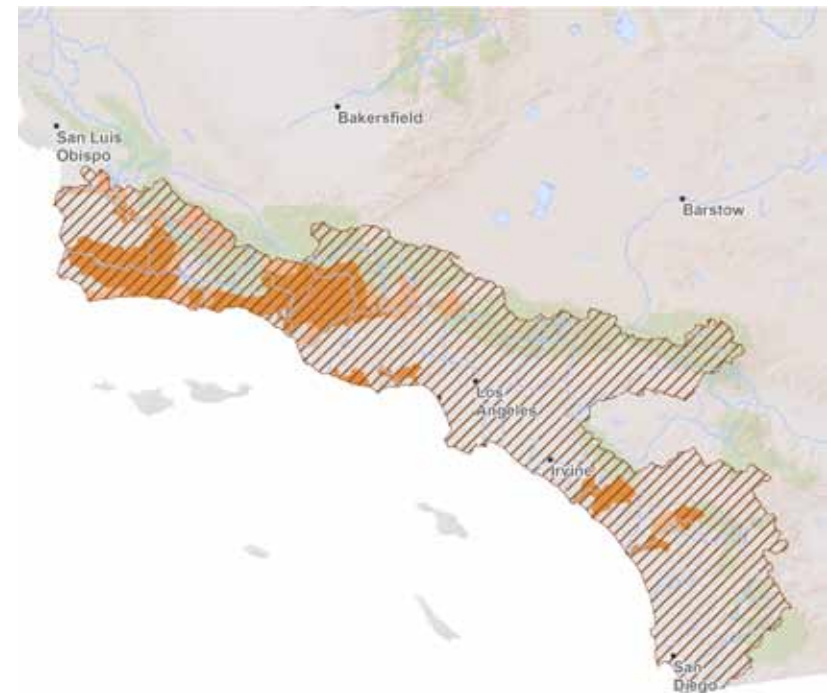 Bakersfield
San Luis
Obispo
Barstow
Los
Angeles
Irvine
San
Diego